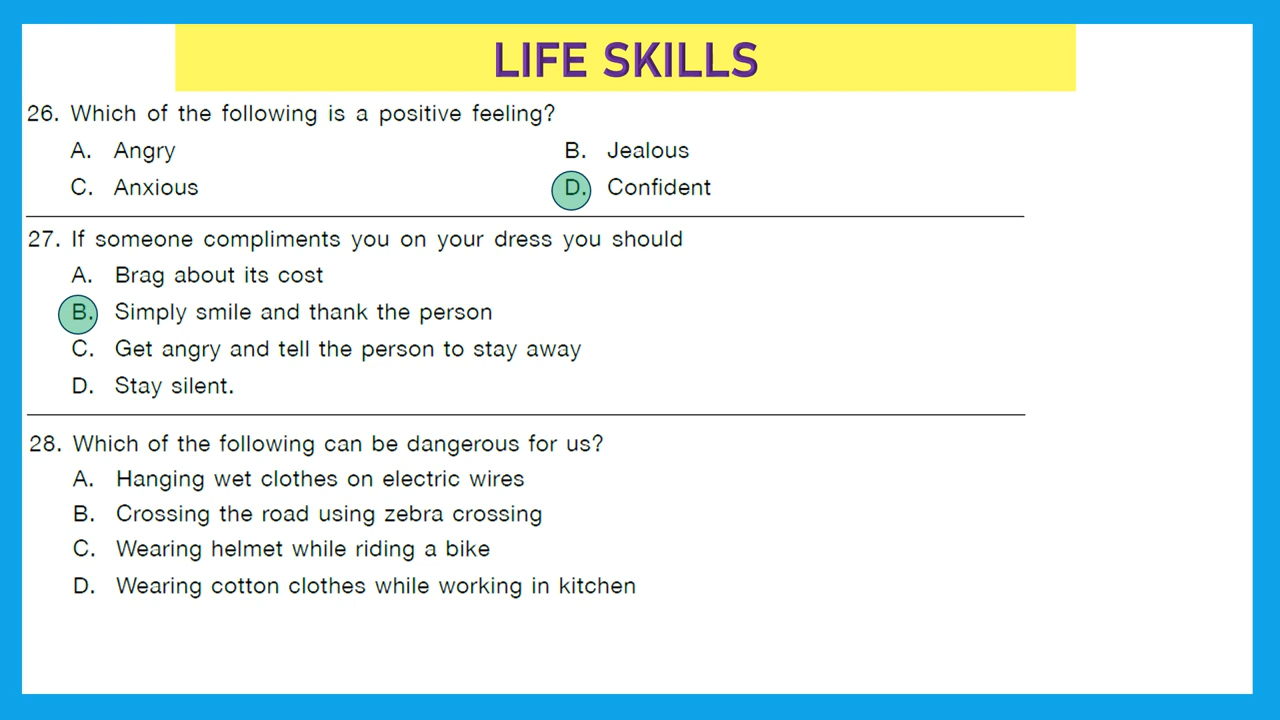 LIFE SKILLS
26. Which of the following is a positive feeling?
A. Angry B. Jealous
C. Anxious D. Confident
27. If someone compliments you on your dress you should
A. Brag about its cost
B. Simply smile and thank the person
C. Get angry and tell the person to stay away
D. Stay silent.
28. Which of the following can be dangerous for us?
A. Hanging wet clothes on electric wires
B. Crossing the road using zebra crossing
C. Wearing helmet while riding a bike
D. Wearing cotton clothes while working in kitchen